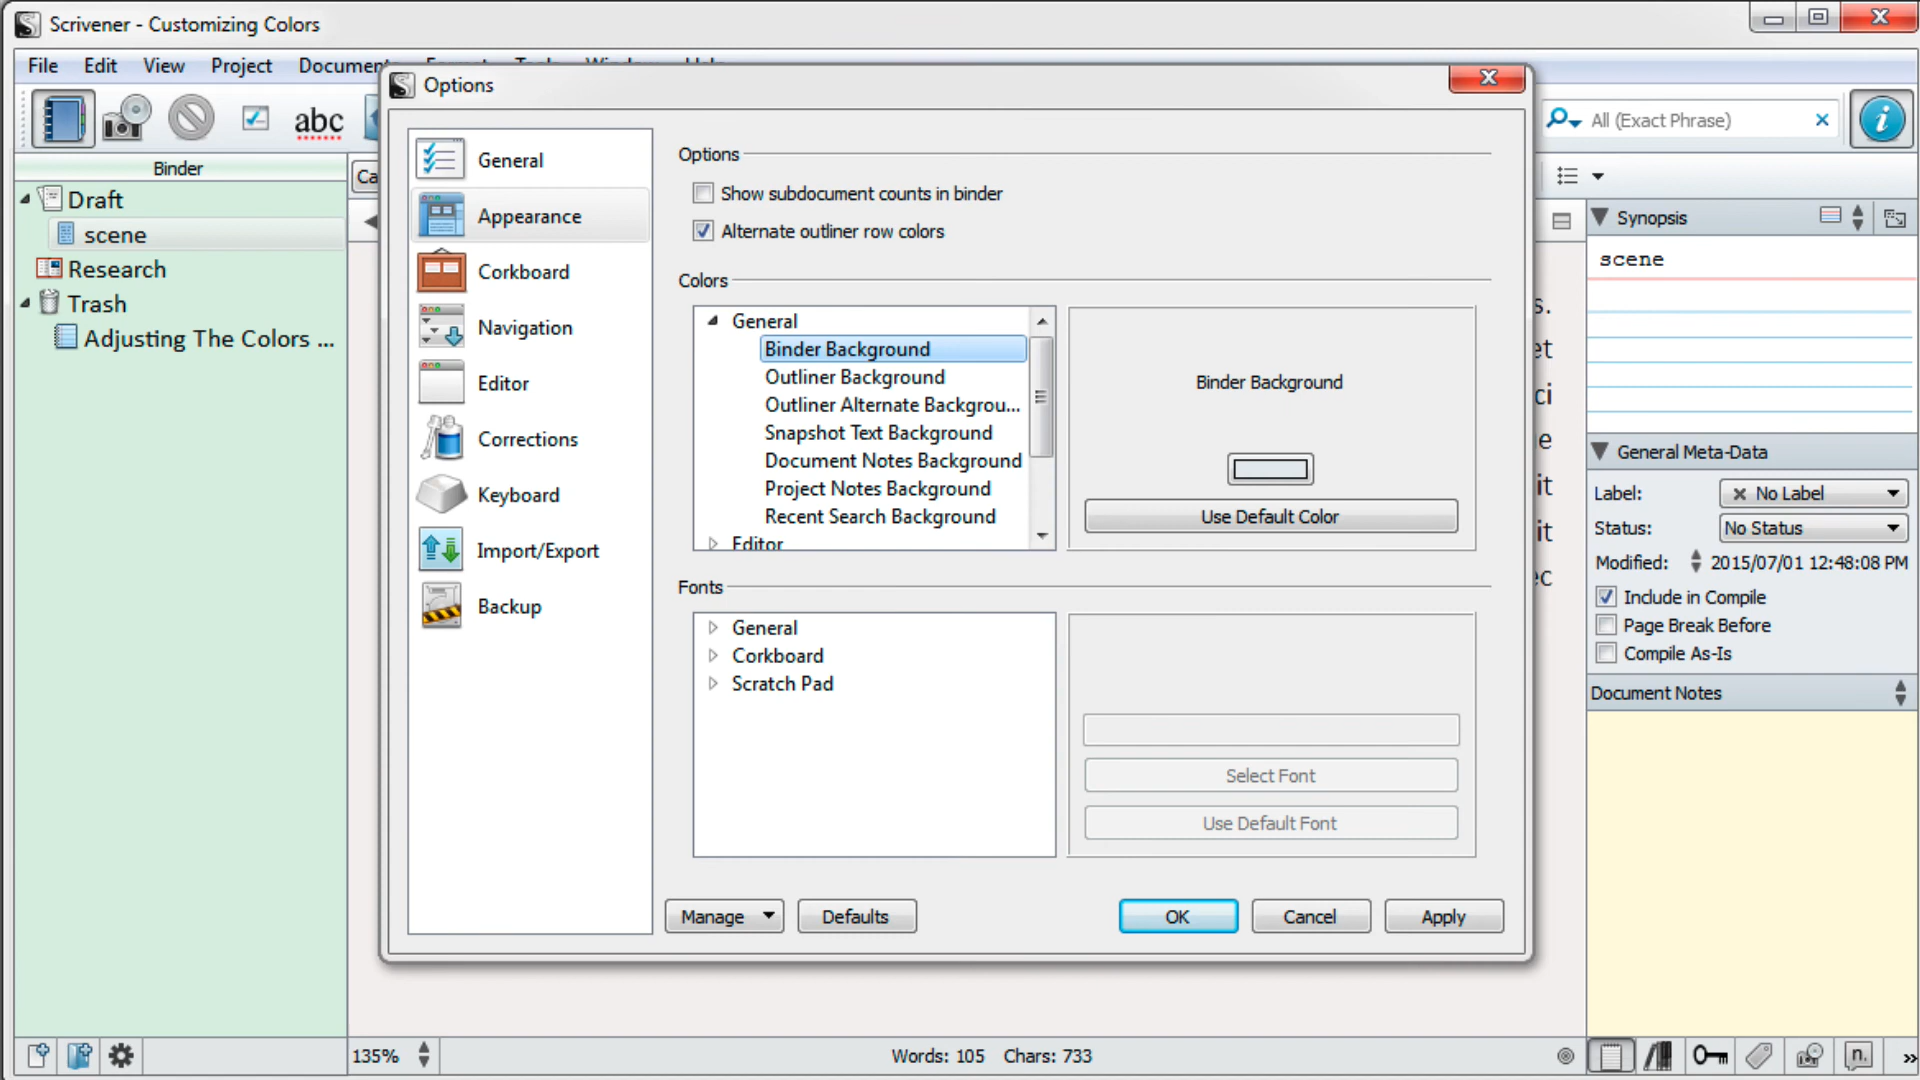 Scrivener - Customizing Colors
File Edit View Project
Options
abc
All (Exact Phrase)
Binder
Draft
scene
Research
Trash
Adjusting The Colors ...
General
Appearance
Corkboard
Navigation
Editor
Corrections
Keyboard
Import/Export
Backup
Options
Show subdocument counts in binder
Alternate outliner row colors
Colors
General
Binder Background
Outliner Background
Outliner Alternate Backgrou...
Snapshot Text Background
Document Notes Background
Project Notes Background
Recent Search Background
Editor
Binder Background
Use Default Color
Fonts
General
Corkboard
Scratch Pad
Select Font
Use Default Font
Manage
Defaults
OK
Cancel
Apply
Synopsis
scene
General Meta-Data
Label: No Label
Status: No Status
Modified: 2015/07/01 12:48:08 PM
Include in Compile
Page Break Before
Compile As-Is
Document Notes
135%
Words: 105 Chars: 733
n.